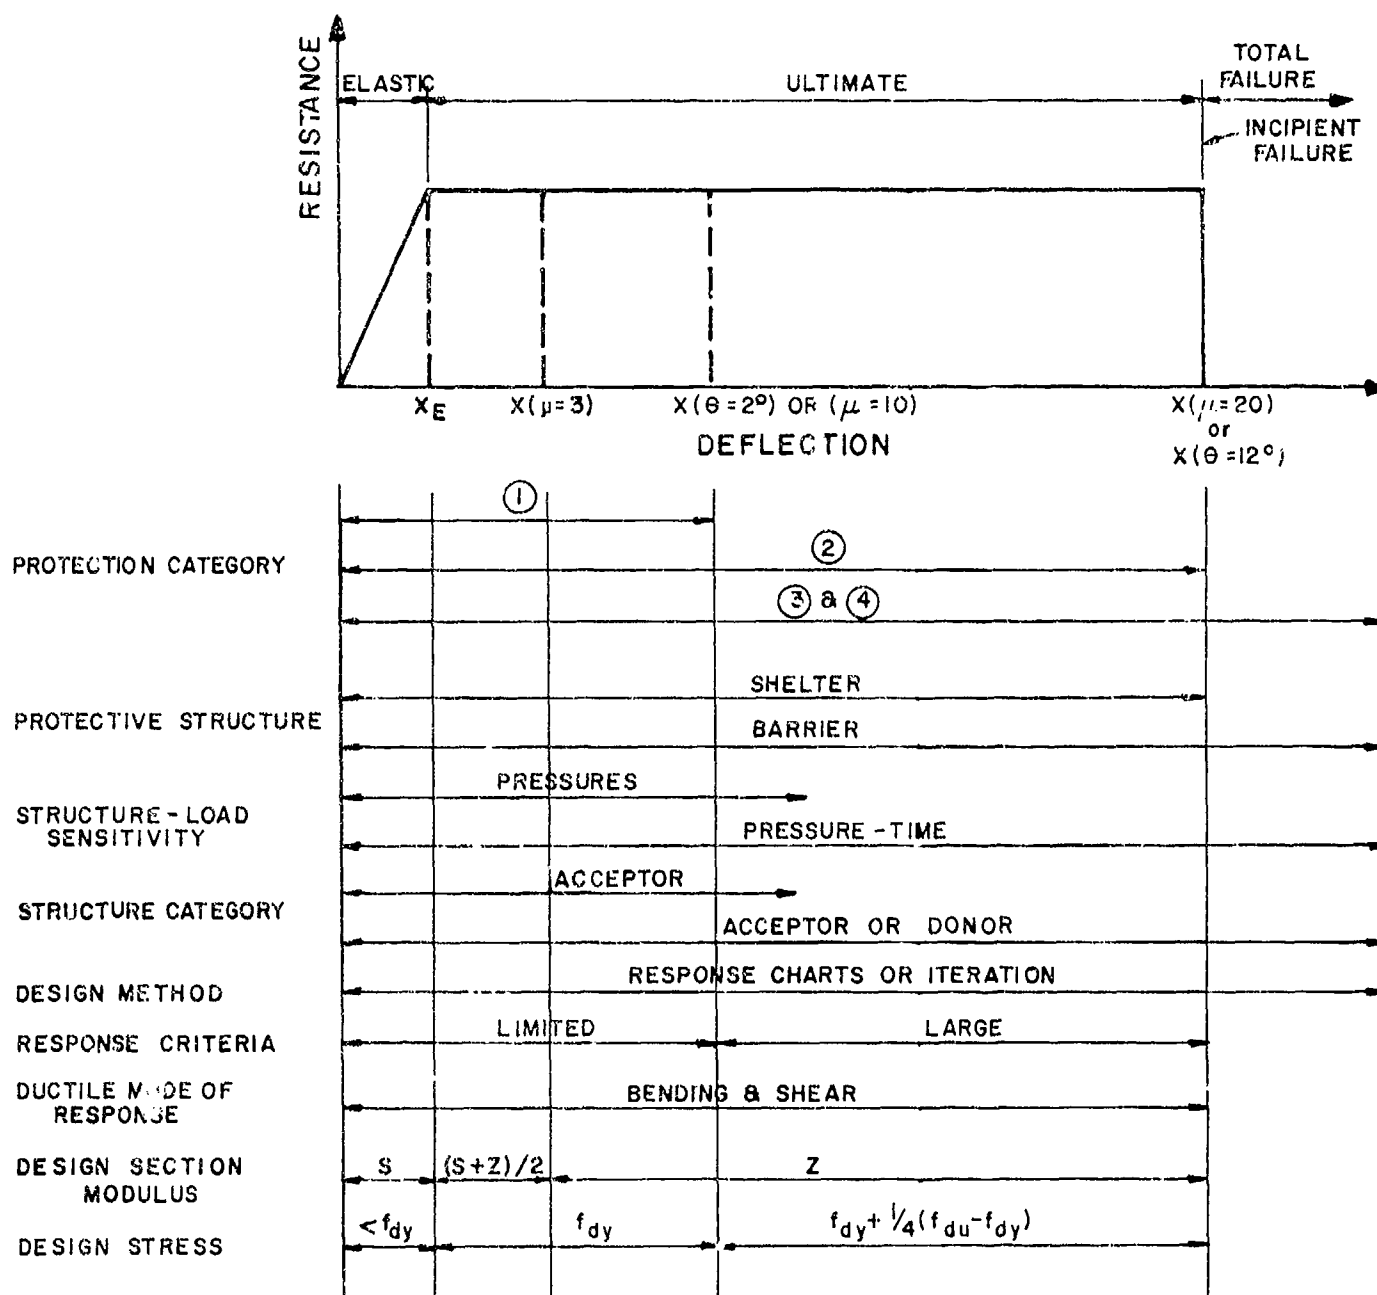 RESISTANCE
ELASTIC
ULTIMATE
TOTAL
FAILURE
INCIPIENT
FAILURE
X_E
X(μ=3)
X(θ=2°) OR (μ=10)
X(μ=20)
or
X(θ=12°)
DEFLECTION
PROTECTION CATEGORY
①
②
③ & ④
PROTECTIVE STRUCTURE
SHELTER
BARRIER
STRUCTURE-LOAD
SENSITIVITY
PRESSURES
PRESSURE-TIME
STRUCTURE CATEGORY
ACCEPTOR
ACCEPTOR OR DONOR
DESIGN METHOD
RESPONSE CHARTS OR ITERATION
RESPONSE CRITERIA
LIMITED
LARGE
DUCTILE MODE OF
RESPONSE
BENDING & SHEAR
DESIGN SECTION
MODULUS
S
(S+Z)/2
Z
DESIGN STRESS
<f_dy
f_dy
f_dy + 1/4(f_du-f_dy)